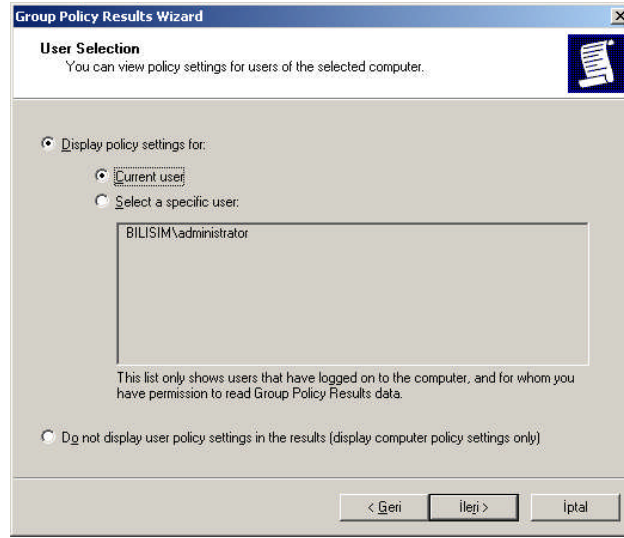 Group Policy Results Wizard
User Selection
You can view policy settings for users of the selected computer.
Display policy settings for:
Current user
Select a specific user:
BILISIM\administrator
This list only shows users that have logged on to the computer, and for whom you
have permission to read Group Policy Results data.
Do not display user policy settings in the results (display computer policy settings only)
< Geri
İleri >
İptal